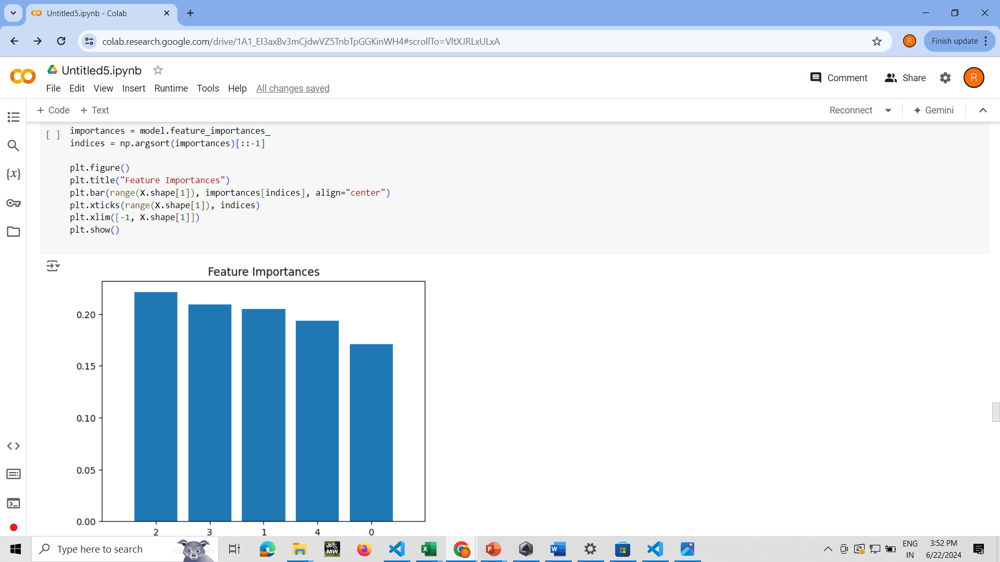 Untitled5.ipynb - Colab
colab.research.google.com/drive/1A1_EI3axBv3mCjdwVZ5TnbTpGGKinWH4#scrollTo=VltXJRLxULxA
R
Finish update
Untitled5.ipynb
File Edit View Insert Runtime Tools Help All changes saved
Comment
Share
R
+ Code + Text
Reconnect
Gemini
{x}
[ ]
importances = model.feature_importances_
indices = np.argsort(importances)[::-1]
plt.figure()
plt.title("Feature Importances")
plt.bar(range(X.shape[1]), importances[indices], align="center")
plt.xticks(range(X.shape[1]), indices)
plt.xlim([-1, X.shape[1]])
plt.show()
Feature Importances
0.20
0.15
0.10
0.05
0.00
2 3 1 4 0
Type here to search
ENG
IN
3:52 PM
6/22/2024